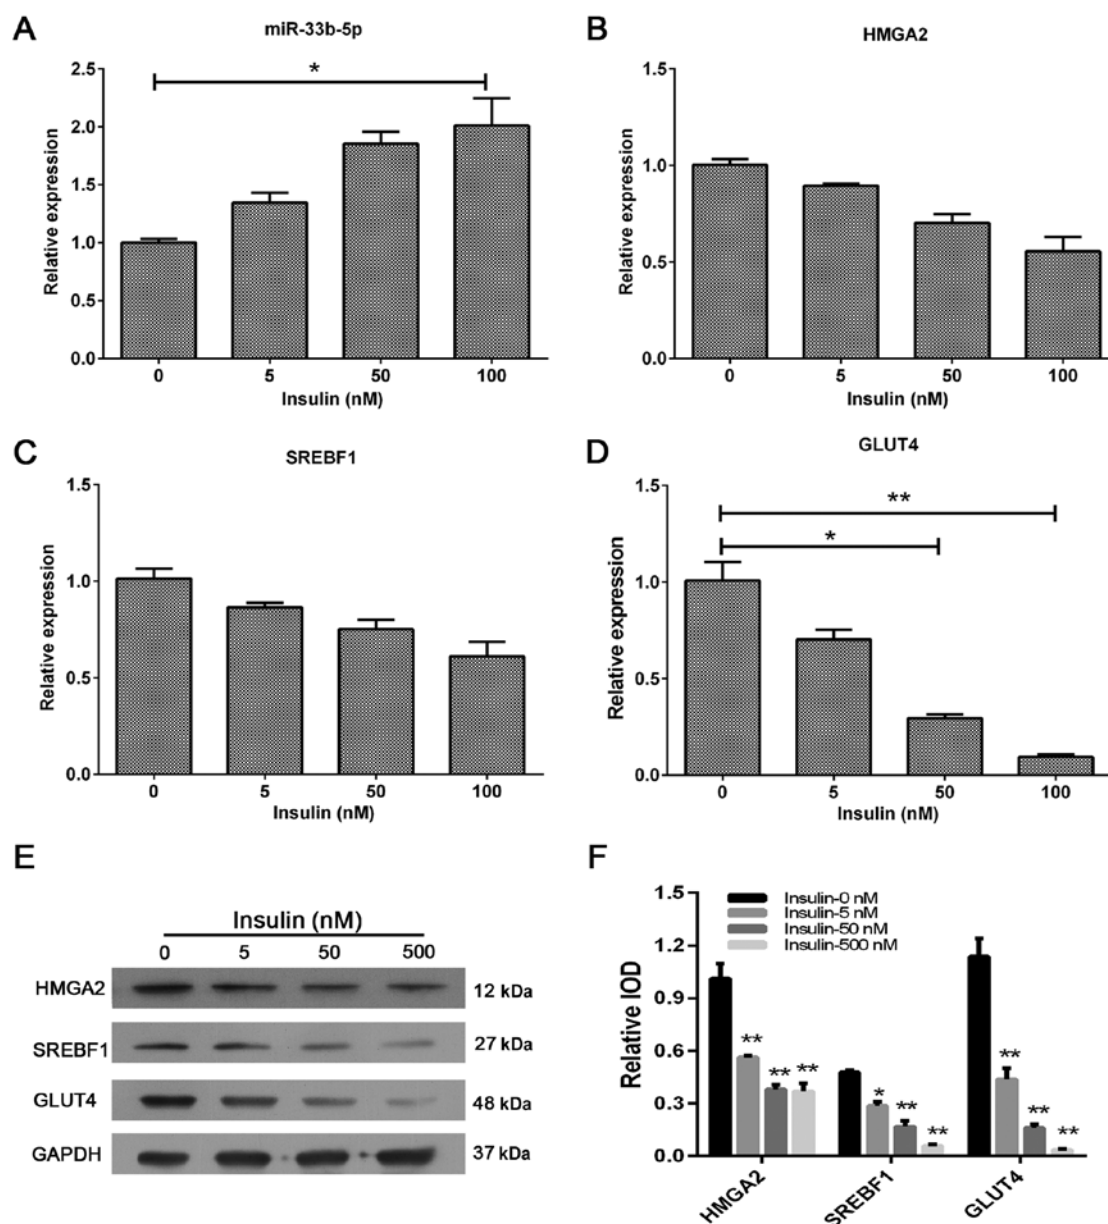 A
miR-33b-5p
*
Relative expression
2.5
2.0
1.5
1.0
0.5
0.0
0 5 50 100
Insulin (nM)
B
HMGA2
Relative expression
1.5
1.0
0.5
0.0
0 5 50 100
Insulin (nM)
C
SREBF1
Relative expression
1.5
1.0
0.5
0.0
0 5 50 100
Insulin (nM)
D
GLUT4
**
*
Relative expression
1.5
1.0
0.5
0.0
0 5 50 100
Insulin (nM)
E
Insulin (nM)
0 5 50 500
HMGA2 12 kDa
SREBF1 27 kDa
GLUT4 48 kDa
GAPDH 37 kDa
F
Insulin-0 nM
Insulin-5 nM
Insulin-50 nM
Insulin-500 nM
Relative IOD
1.5
1.2
0.9
0.6
0.3
0.0
** ** **
* ** **
** ** **
HMGA2 SREBF1 GLUT4